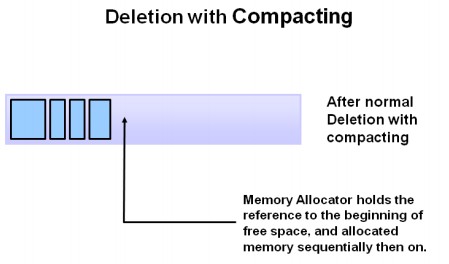 Deletion with Compacting
After normal
Deletion with
compacting
Memory Allocator holds the
reference to the beginning of
free space, and allocated
memory sequentially then on.